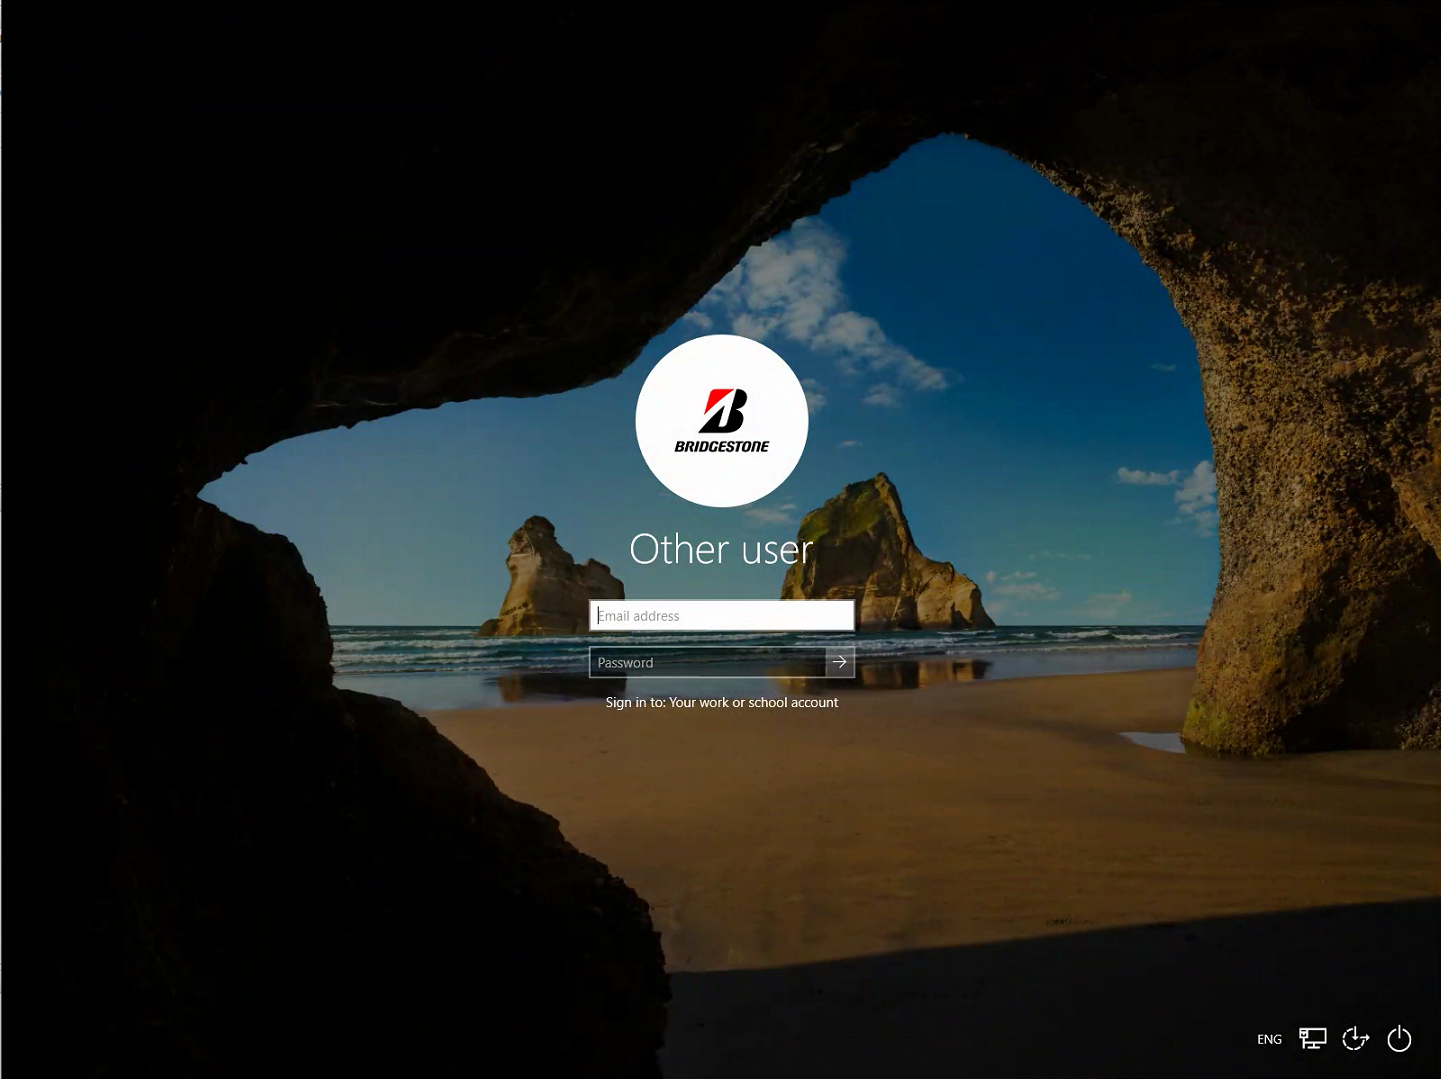 BRIDGESTONE
Other user
Email address
Password
Sign in to: Your work or school account
ENG